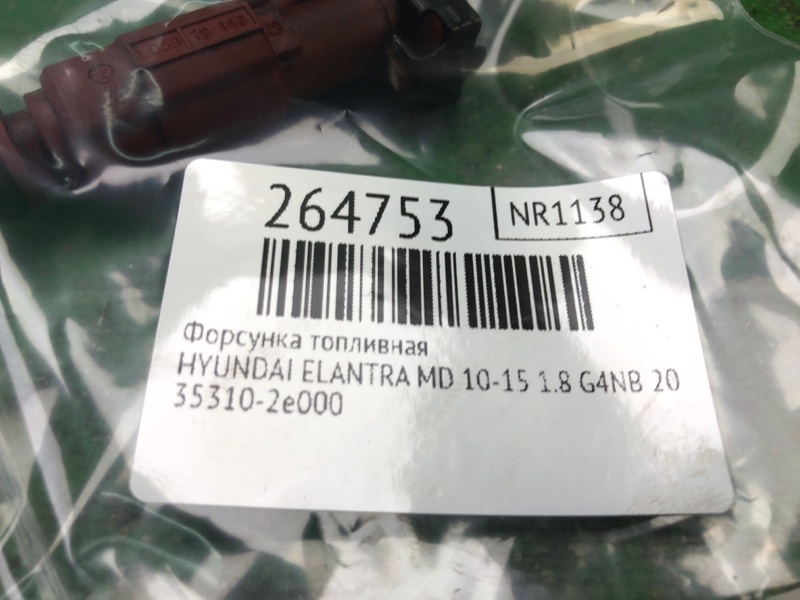 264753
NR1138
Форсунка топливная
HYUNDAI ELANTRA MD 10-15 1.8 G4NB 20
35310-2e000